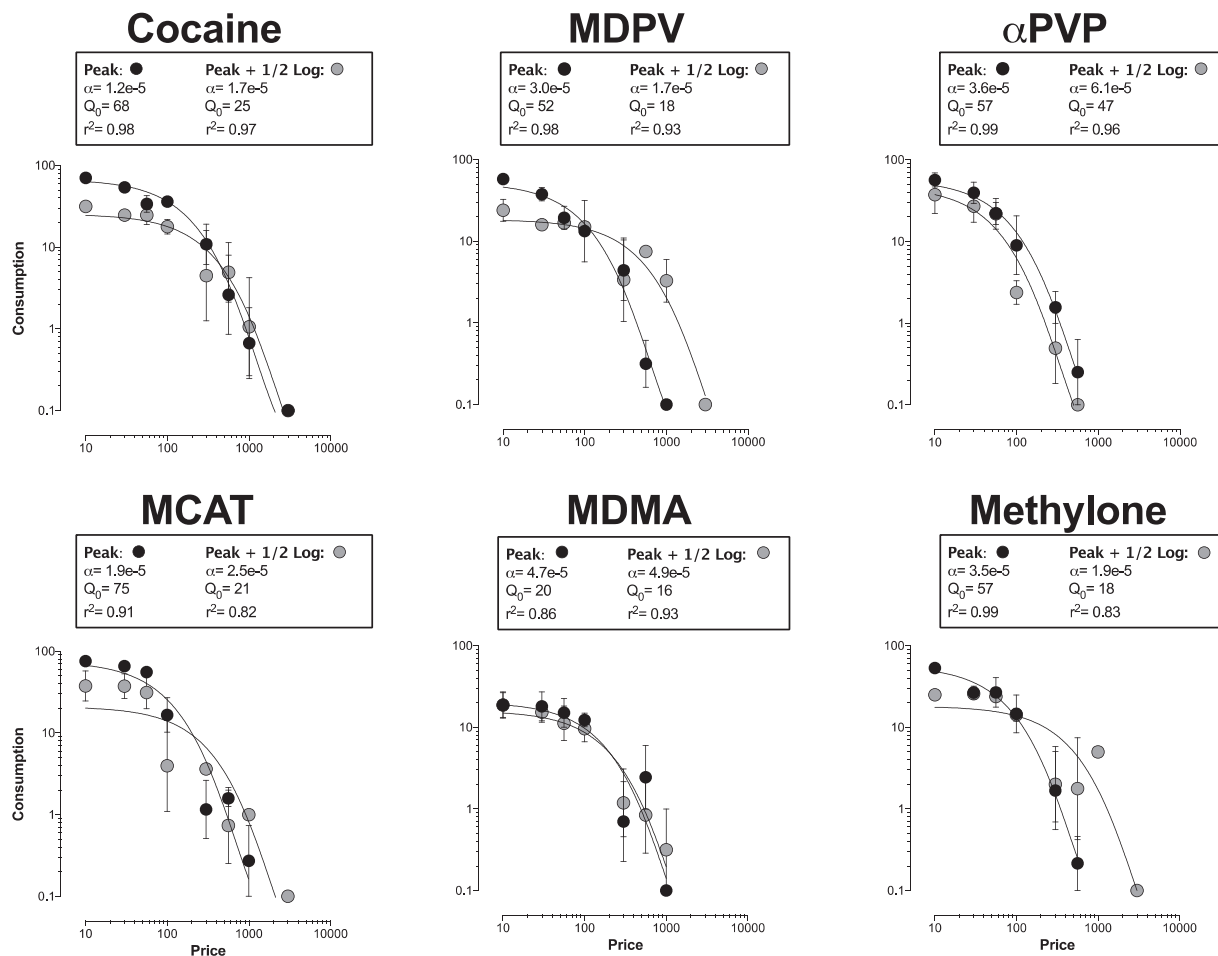 Cocaine
Peak: Peak + 1/2 Log:
α= 1.2e-5 α= 1.7e-5
Q0= 68 Q0= 25
r2= 0.98 r2= 0.97
100
10
1
0.1
Consumption
10 100 1000 10000
MDPV
Peak: Peak + 1/2 Log:
α= 3.0e-5 α= 1.7e-5
Q0= 52 Q0= 18
r2= 0.98 r2= 0.93
100
10
1
0.1
10 100 1000 10000
αPVP
Peak: Peak + 1/2 Log:
α= 3.6e-5 α= 6.1e-5
Q0= 57 Q0= 47
r2= 0.99 r2= 0.96
100
10
1
0.1
10 100 1000 10000
MCAT
Peak: Peak + 1/2 Log:
α= 1.9e-5 α= 2.5e-5
Q0= 75 Q0= 21
r2= 0.91 r2= 0.82
100
10
1
0.1
Consumption
10 100 1000 10000
Price
MDMA
Peak: Peak + 1/2 Log:
α= 4.7e-5 α= 4.9e-5
Q0= 20 Q0= 16
r2= 0.86 r2= 0.93
100
10
1
0.1
10 100 1000 10000
Price
Methylone
Peak: Peak + 1/2 Log:
α= 3.5e-5 α= 1.9e-5
Q0= 57 Q0= 18
r2= 0.99 r2= 0.83
100
10
1
0.1
10 100 1000 10000
Price